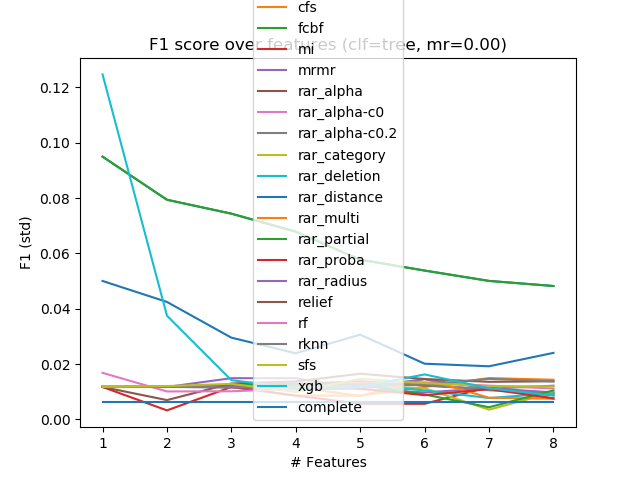 F1 score over features (clf=tree, mr=0.00)
cfs
fcbf
mi
mrmr
rar_alpha
rar_alpha-c0
rar_alpha-c0.2
rar_category
rar_deletion
rar_distance
rar_multi
rar_partial
rar_proba
rar_radius
relief
rf
rknn
sfs
xgb
complete
F1 (std)
0.12
0.10
0.08
0.06
0.04
0.02
0.00
1 2 3 4 5 6 7 8
# Features